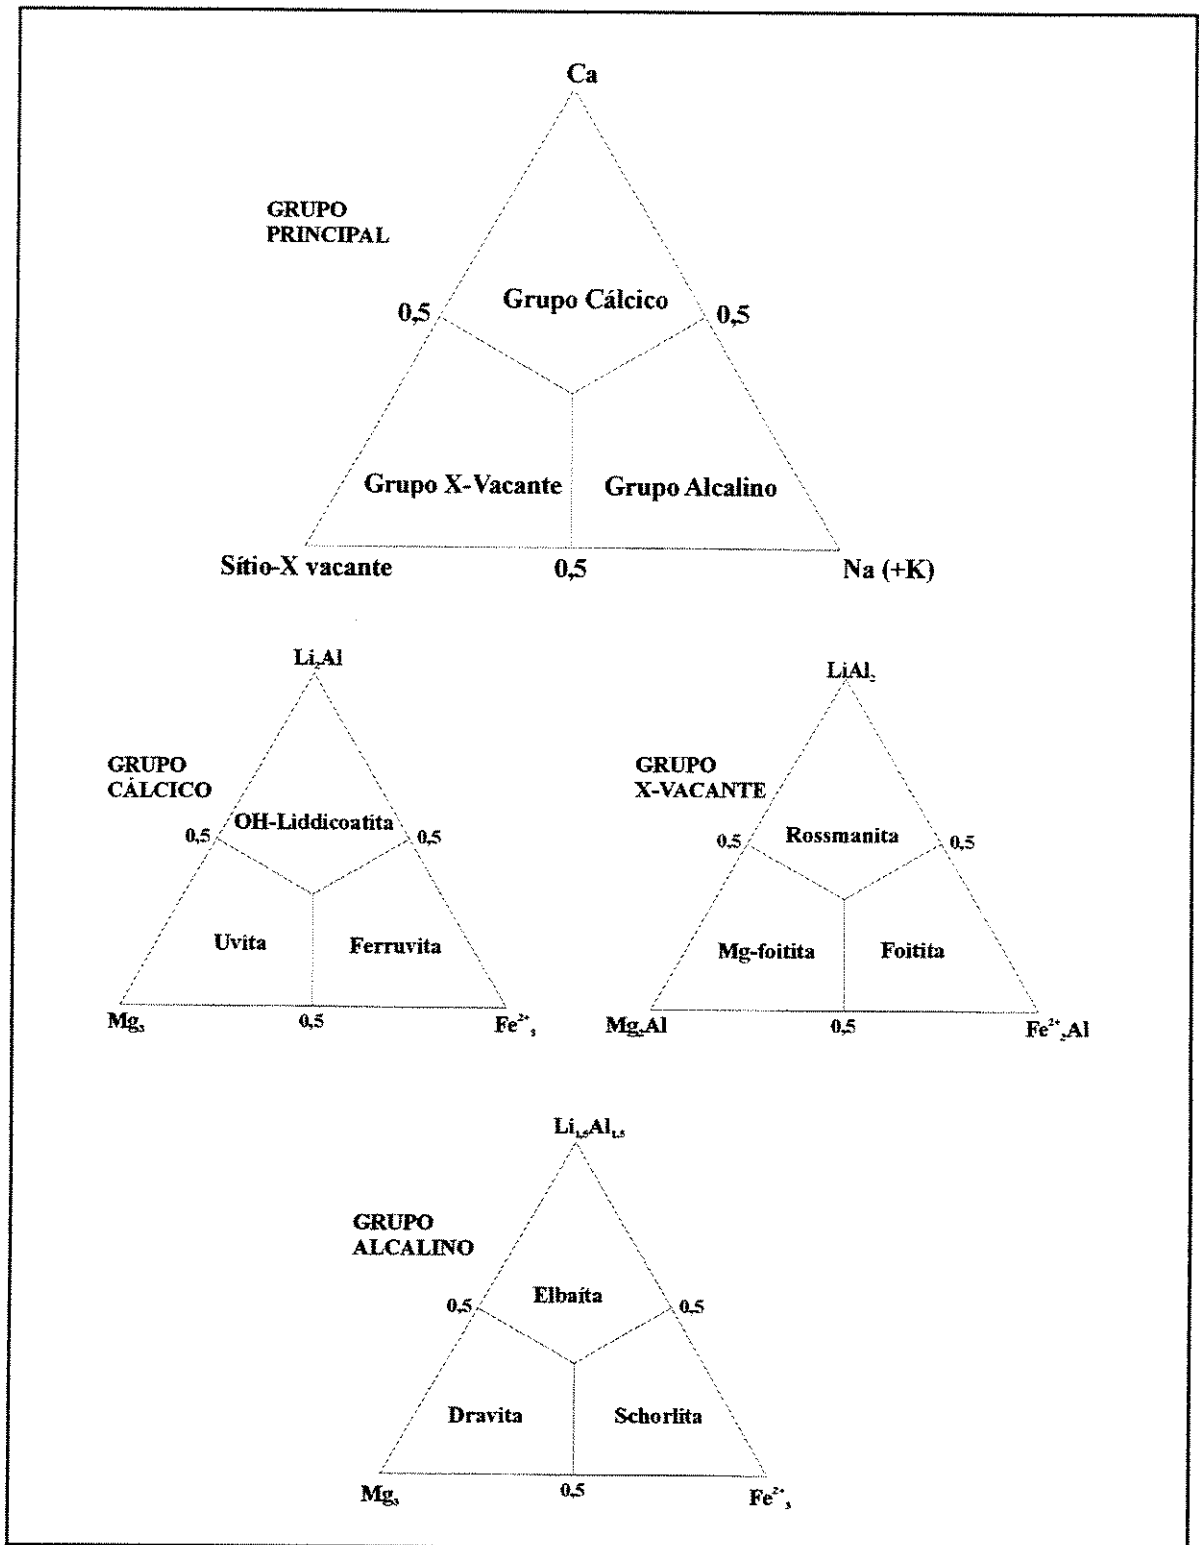 Ca
GRUPO
PRINCIPAL
0,5
Grupo Cálcico
0,5
Grupo X-Vacante
Grupo Alcalino
Sítio-X vacante
0,5
Na (+K)
Li₂Al
GRUPO
CÁLCICO
0,5
OH-Liddicoatita
0,5
Uvita
Ferruvita
Mg₃
0,5
Fe²⁺₃
LiAl₂
GRUPO
X-VACANTE
0,5
Rossmanita
0,5
Mg-foitita
Foitita
Mg₂Al
0,5
Fe²⁺₂Al
Li₁,₅Al₁,₅
GRUPO
ALCALINO
0,5
Elbaíta
0,5
Dravita
Schorlita
Mg₃
0,5
Fe²⁺₃